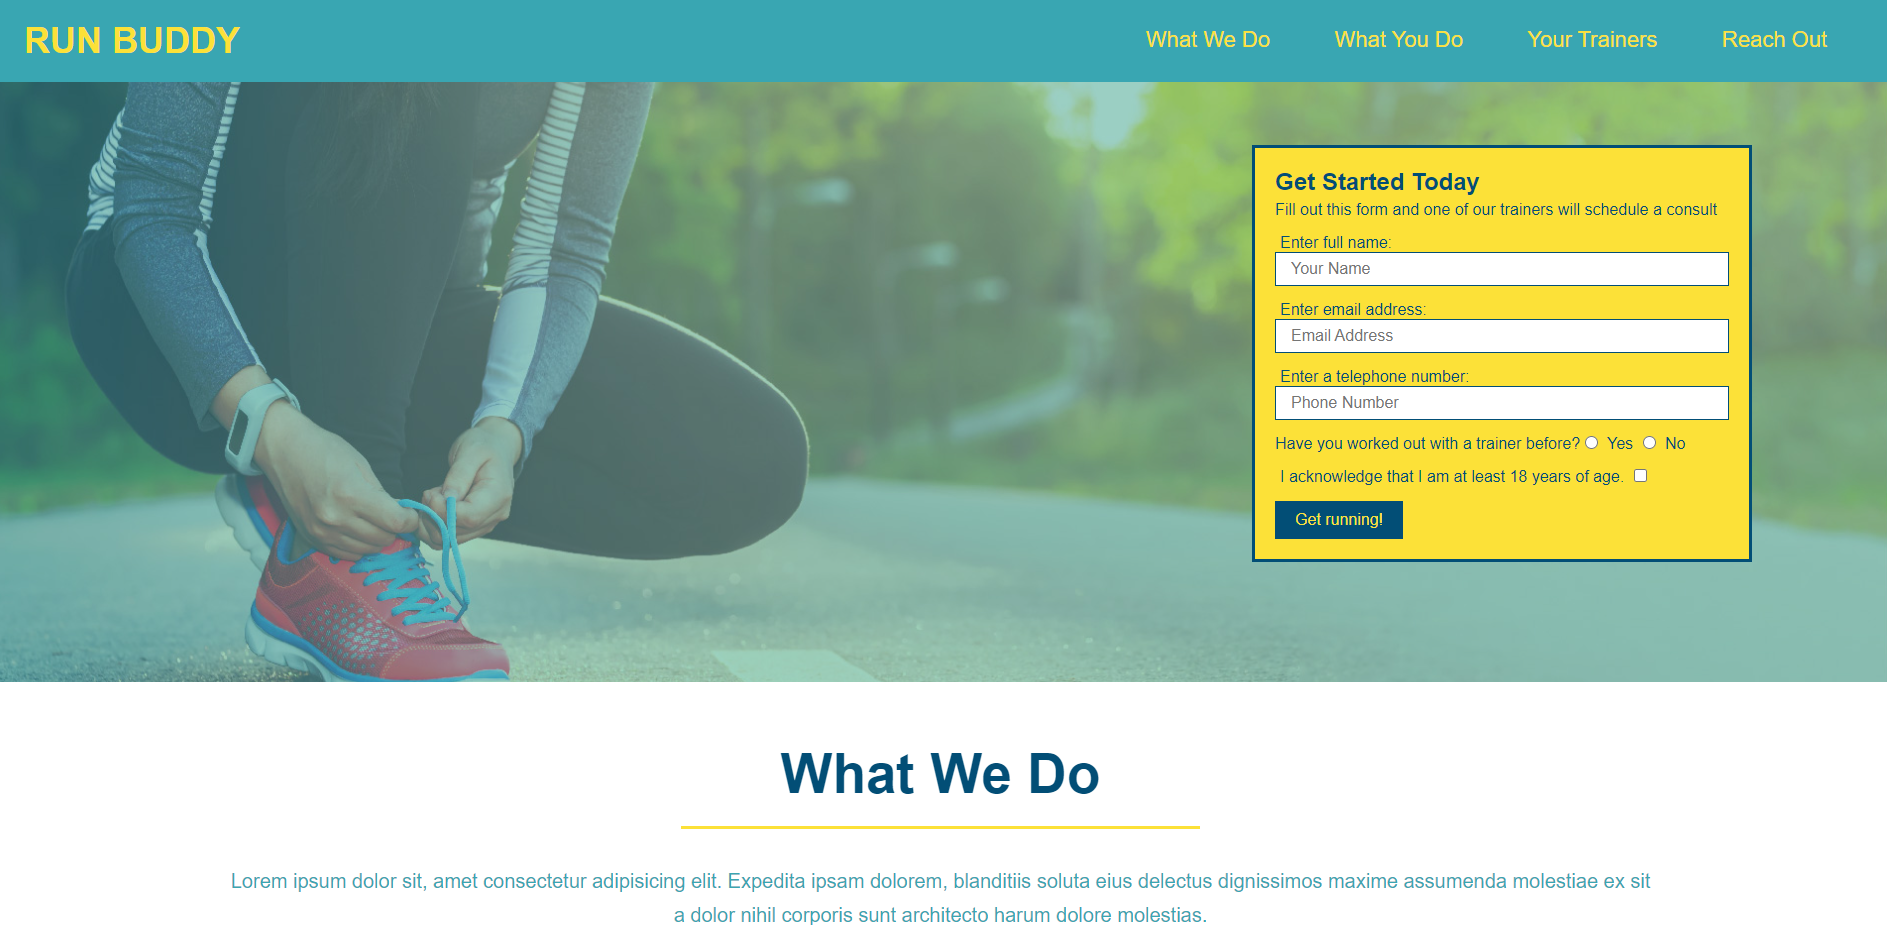 RUN BUDDY
What We Do
What You Do
Your Trainers
Reach Out
Get Started Today
Fill out this form and one of our trainers will schedule a consult
Enter full name:
Your Name
Enter email address:
Email Address
Enter a telephone number:
Phone Number
Have you worked out with a trainer before? Yes No
I acknowledge that I am at least 18 years of age.
Get running!
What We Do
Lorem ipsum dolor sit, amet consectetur adipisicing elit. Expedita ipsam dolorem, blanditiis soluta eius delectus dignissimos maxime assumenda molestiae ex sit
a dolor nihil corporis sunt architecto harum dolore molestias.